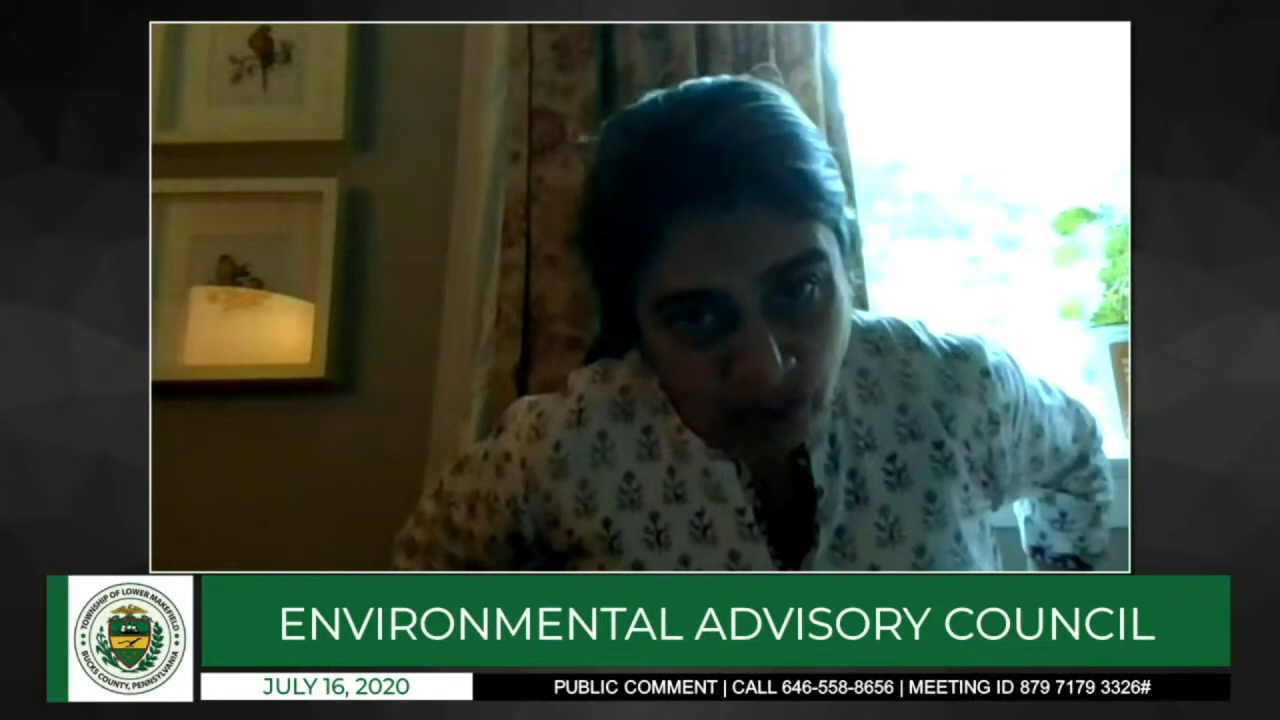 ENVIRONMENTAL ADVISORY COUNCIL
TOWNSHIP OF LOWER MAKEFIELD
BUCKS COUNTY, PENNSYLVANIA
JULY 16, 2020
PUBLIC COMMENT | CALL 646-558-8656 | MEETING ID 879 7179 3326#